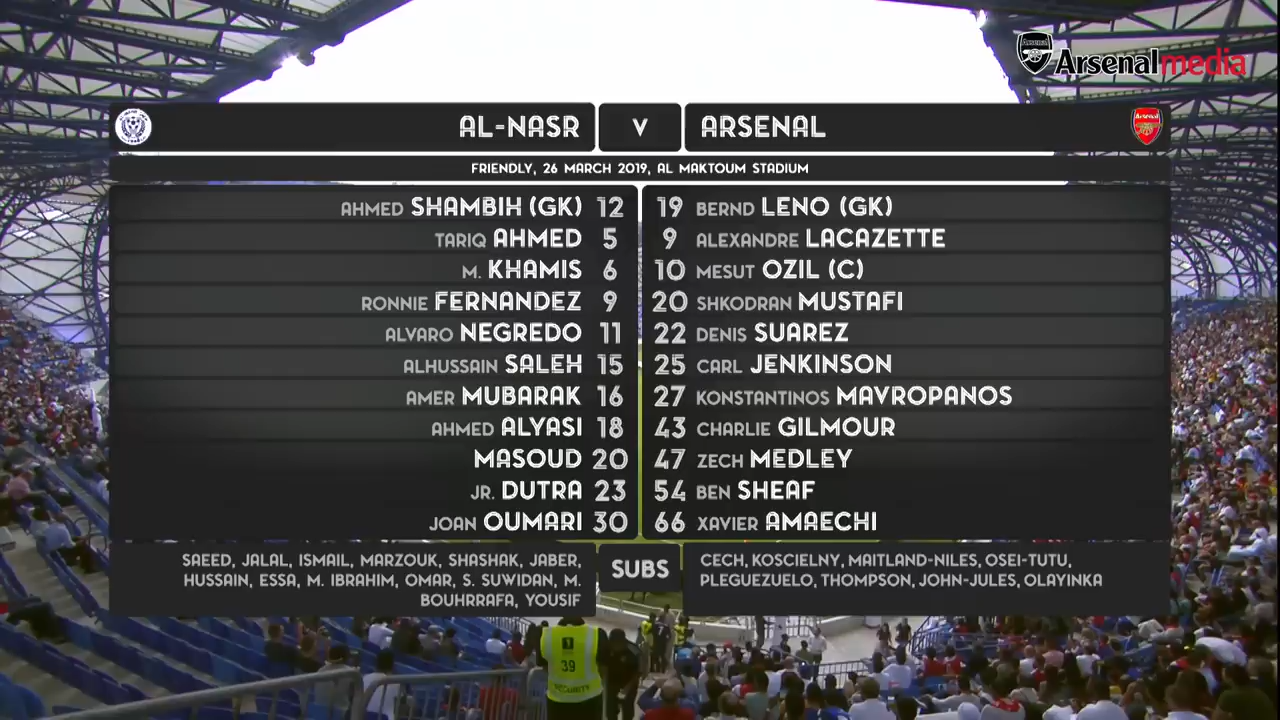 Arsenal
Arsenalmedia
AL-NASR V ARSENAL
Arsenal
FRIENDLY, 26 MARCH 2019, AL MAKTOUM STADIUM
AHMED SHAMBIH (GK) 12
TARIQ AHMED 5
M. KHAMIS 6
RONNIE FERNANDEZ 9
ALVARO NEGREDO 11
ALHUSSAIN SALEH 15
AMER MUBARAK 16
AHMED ALYASI 18
MASOUD 20
JR. DUTRA 23
JOAN OUMARI 30
19 BERND LENO (GK)
9 ALEXANDRE LACAZETTE
10 MESUT OZIL (C)
20 SHKODRAN MUSTAFI
22 DENIS SUAREZ
25 CARL JENKINSON
27 KONSTANTINOS MAVROPANOS
43 CHARLIE GILMOUR
47 ZECH MEDLEY
54 BEN SHEAF
66 XAVIER AMAECHI
SAEED, JALAL, ISMAIL, MARZOUK, SHASHAK, JABER,
HUSSAIN, ESSA, M. IBRAHIM, OMAR, S. SUWIDAN, M.
BOUHRRAFA, YOUSIF
SUBS
CECH, KOSCIELNY, MAITLAND-NILES, OSEI-TUTU,
PLEGUEZUELO, THOMPSON, JOHN-JULES, OLAYINKA
39
SECURITY